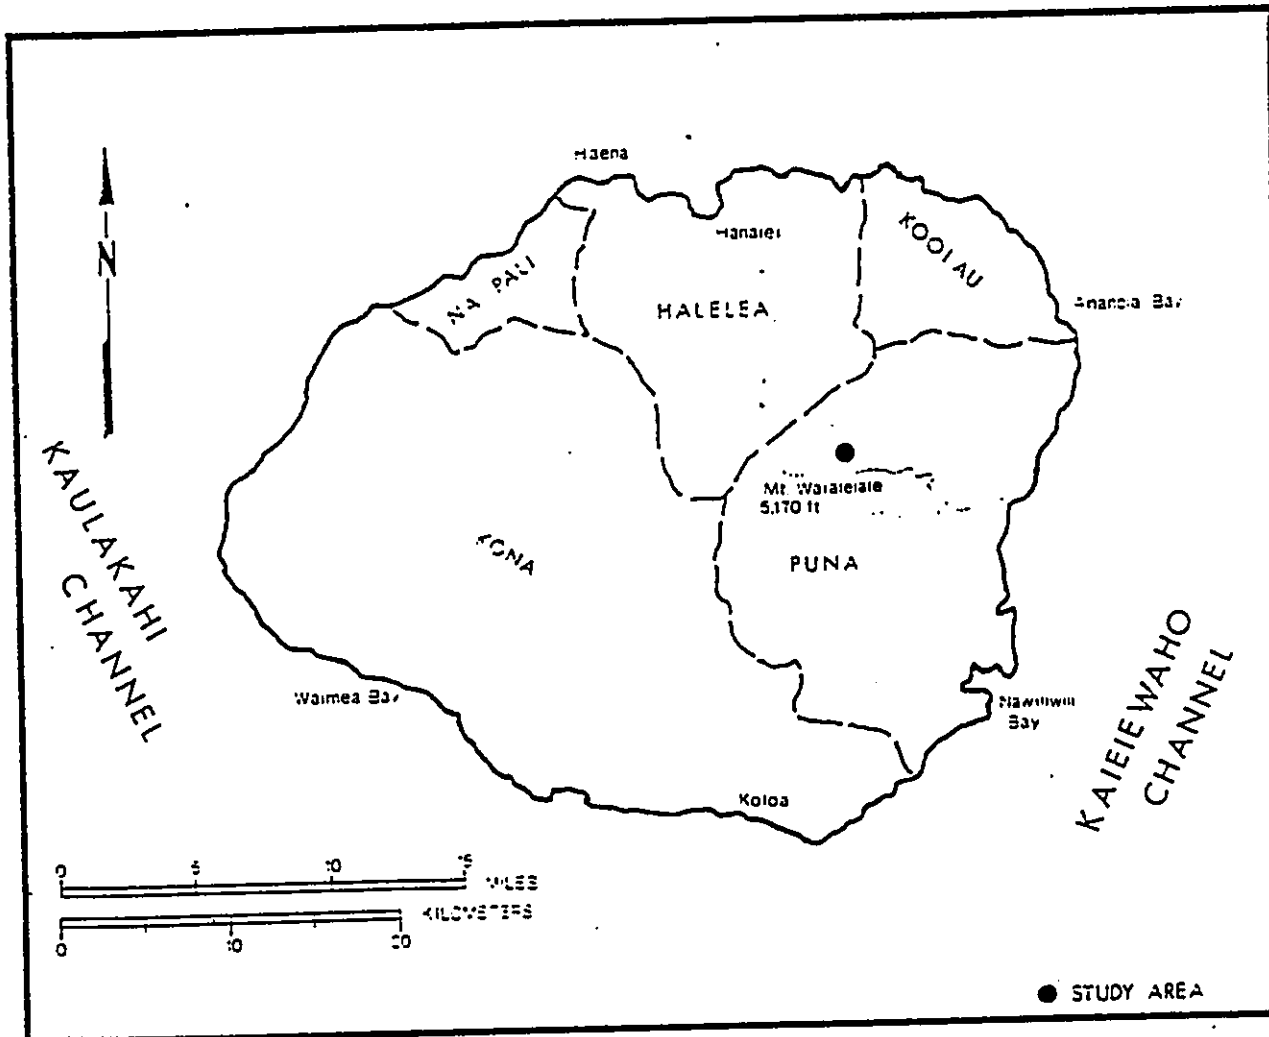 Haena
Hanalei
KOOLAU
NA PALI
HALELEA
Anahola Bay
N
KAULAKAHI
CHANNEL
Mt. Waialeale
5,170 ft
KONA
PUNA
Waimea Bay
Nawiliwili
Bay
KAIEIEWAHO
CHANNEL
Koloa
0 5 10 15
MILES
KILOMETERS
0 10 20
STUDY AREA